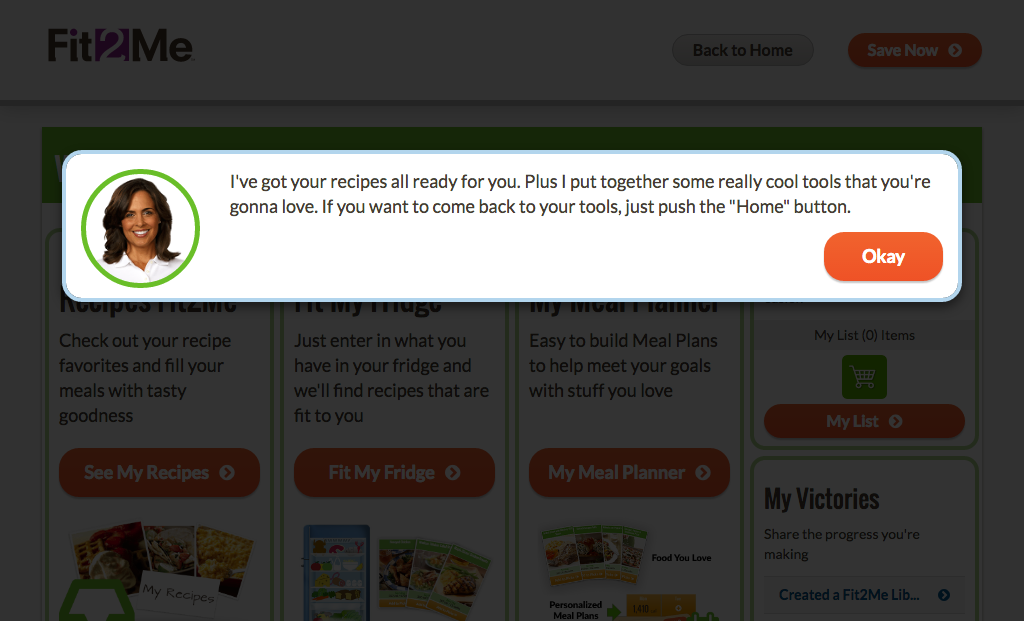 Fit2Me
Back to Home
Save Now
I've got your recipes all ready for you. Plus I put together some really cool tools that you're
gonna love. If you want to come back to your tools, just push the "Home" button.
Okay
Recipes Fit2Me
Fit My Fridge
My Meal Planner
Check out your recipe
favorites and fill your
meals with tasty
goodness
Just enter in what you
have in your fridge and
we'll find recipes that are
fit to you
Easy to build Meal Plans
to help meet your goals
with stuff you love
My List (0) Items
My List
See My Recipes
Fit My Fridge
My Meal Planner
My Victories
Share the progress you're
making
Created a Fit2Me Lib...
My Recipes
Food You Love
Personalized
Meal Plans